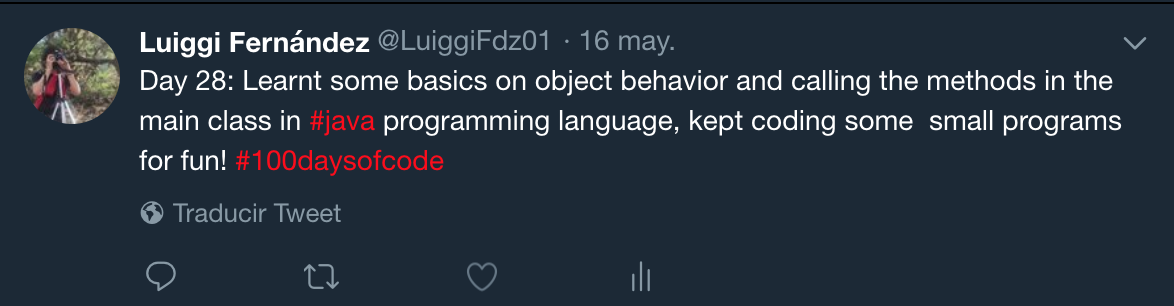 Luiggi Fernández @LuiggiFdz01 · 16 may.
Day 28: Learnt some basics on object behavior and calling the methods in the
main class in #java programming language, kept coding some  small programs
for fun! #100daysofcode
Traducir Tweet